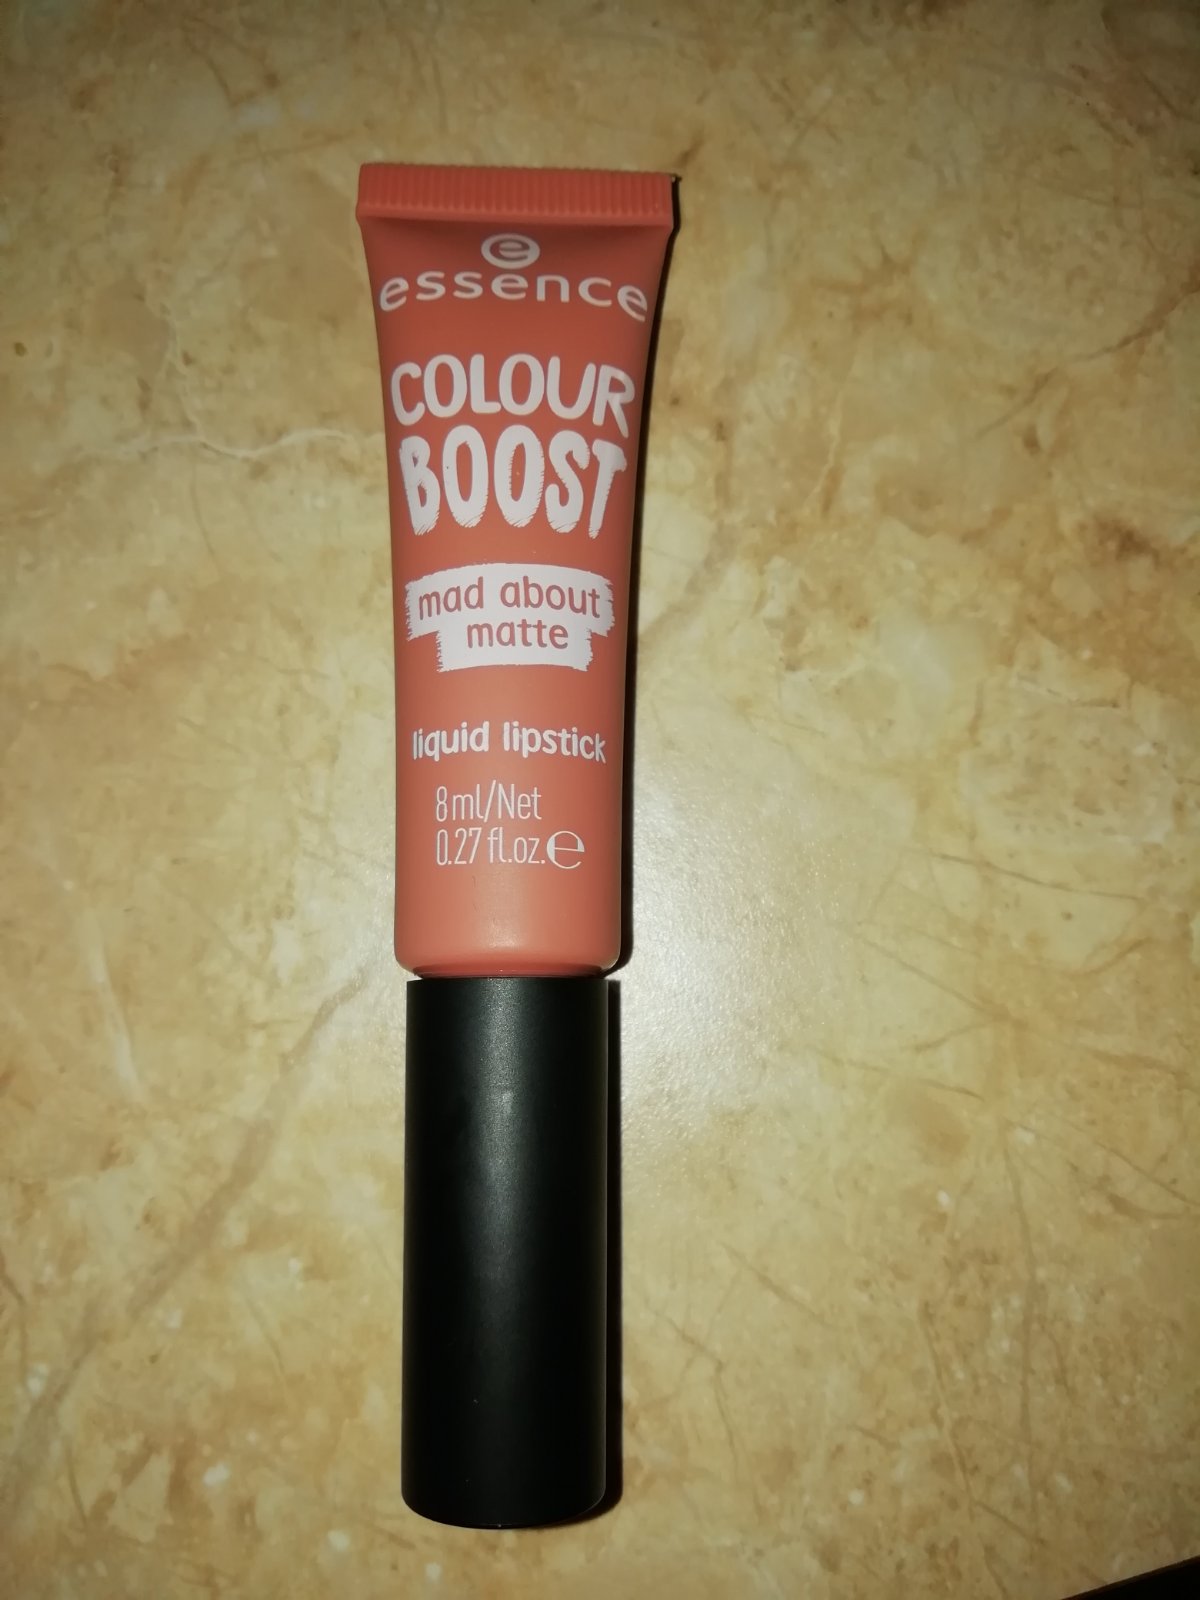 e
essence
COLOUR
BOOST
mad about
matte
liquid lipstick
8 ml/Net
0.27 fl.oz.℮